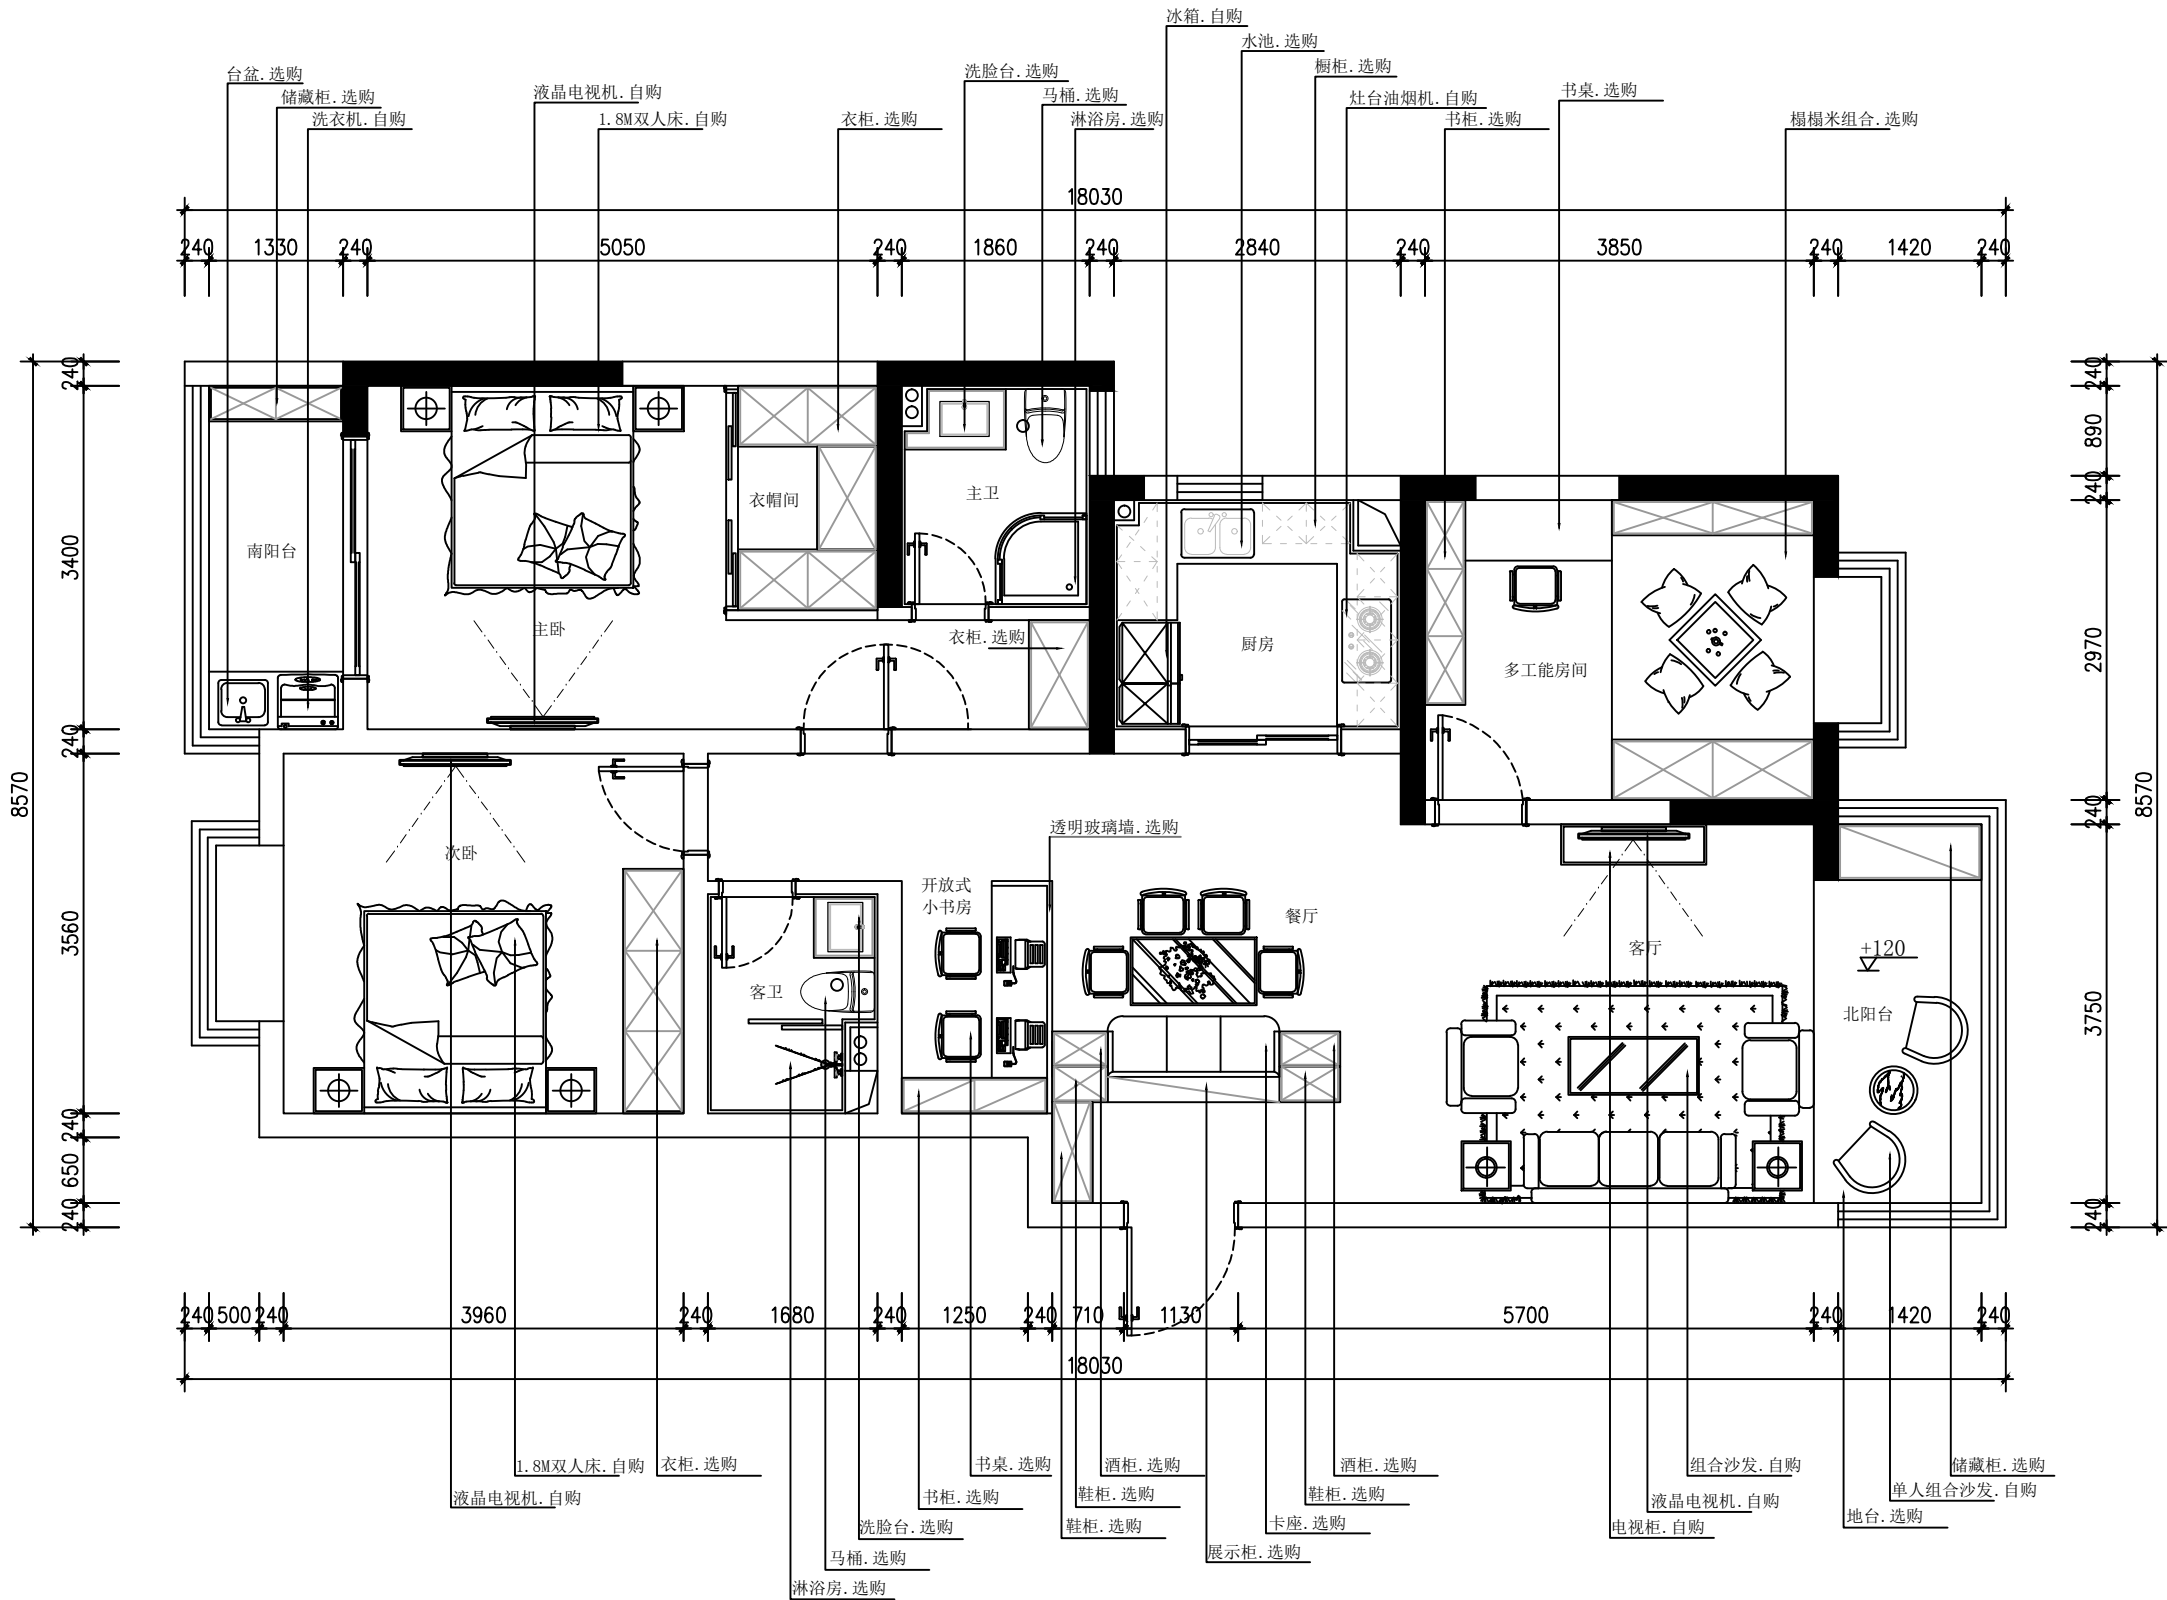 冰箱.自购
水池.选购
橱柜.选购
台盆.选购
洗脸台.选购
书桌.选购
液晶电视机.自购
储藏柜.选购
马桶.选购
灶台油烟机.自购
洗衣机.自购
1.8M双人床.自购
衣柜.选购
淋浴房.选购
书柜.选购
榻榻米组合.选购
18030
240 1330 240 5050 240 1860 240 2840 240 3850 240 1420 240
8570
240
3400
240
3560
240
650
240
240
890
240
2970
240
3750
240
8570
衣帽间
主卫
南阳台
主卧
衣柜.选购
厨房
多工能房间
次卧
透明玻璃墙.选购
开放式
小书房
餐厅
客厅
+120
客卫
北阳台
240 500 240 3960 240 1680 240 1250 240 710 1130 5700 240 1420 240
18030
1.8M双人床.自购
衣柜.选购
书桌.选购
酒柜.选购
酒柜.选购
组合沙发.自购
储藏柜.选购
液晶电视机.自购
书柜.选购
鞋柜.选购
鞋柜.选购
液晶电视机.自购
单人组合沙发.自购
洗脸台.选购
鞋柜.选购
卡座.选购
电视柜.自购
地台.选购
马桶.选购
展示柜.选购
淋浴房.选购